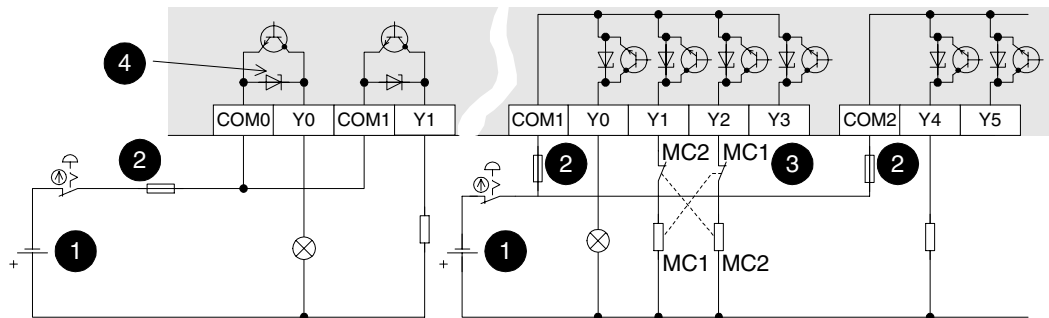 4
COM0 Y0 COM1 Y1
COM1 Y0 Y1 Y2 Y3
COM2 Y4 Y5
2
2
MC2 MC1
3
2
+
1
+
1
MC1 MC2